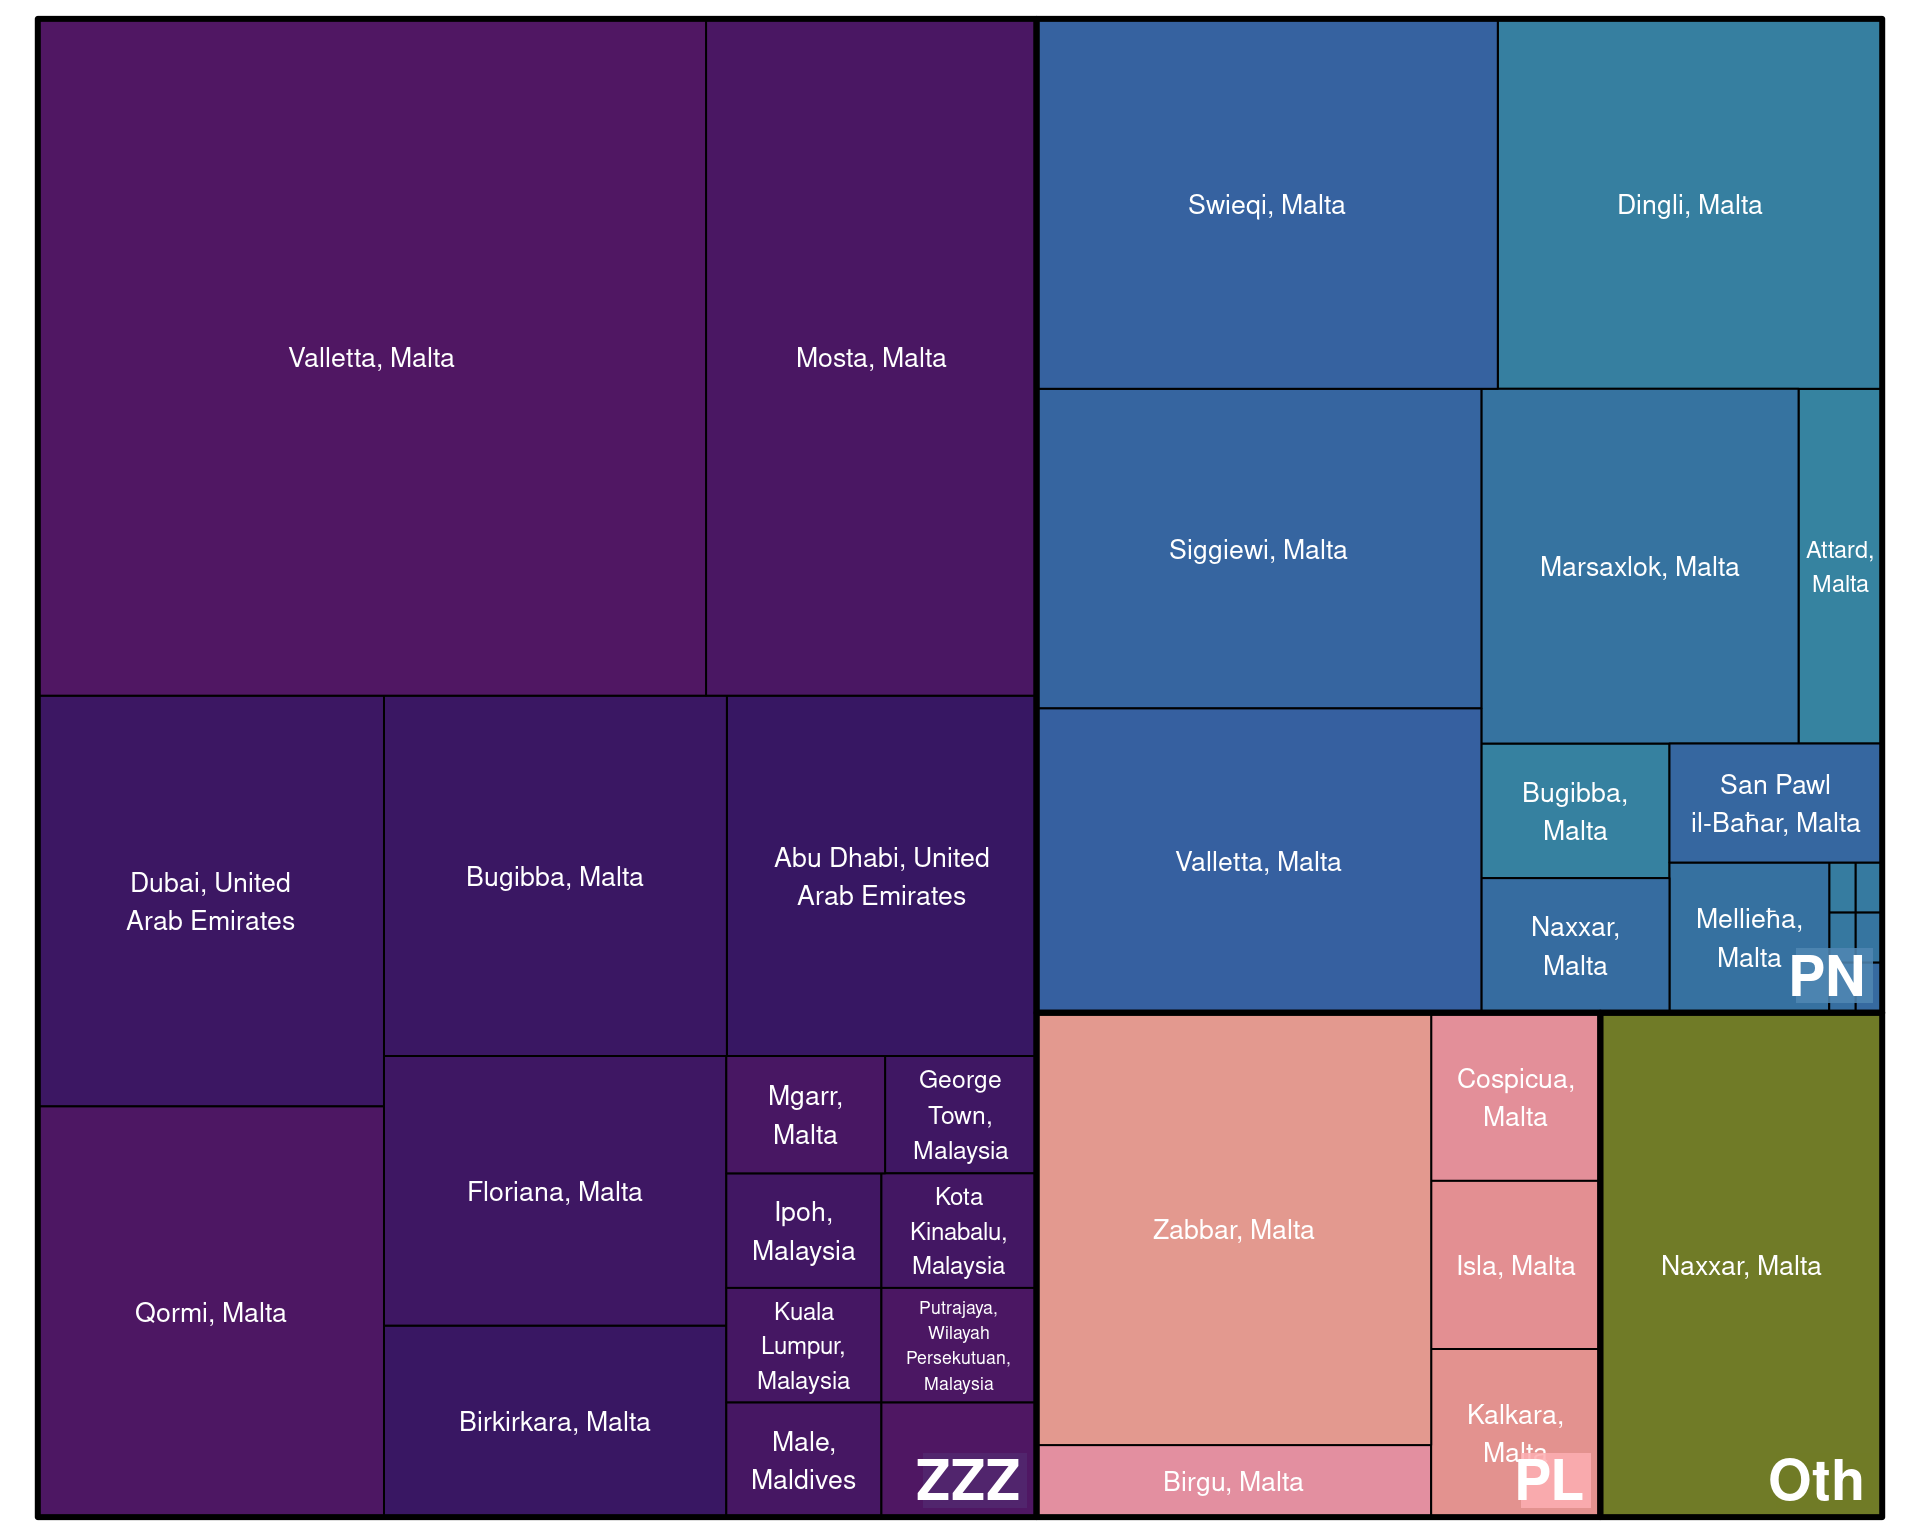 Valletta, Malta
Mosta, Malta
Dubai, United
Arab Emirates
Bugibba, Malta
Abu Dhabi, United
Arab Emirates
Qormi, Malta
Floriana, Malta
Birkirkara, Malta
Mgarr,
Malta
George
Town,
Malaysia
Ipoh,
Malaysia
Kota
Kinabalu,
Malaysia
Kuala
Lumpur,
Malaysia
Putrajaya,
Wilayah
Persekutuan,
Malaysia
Male,
Maldives
ZZZ
Swieqi, Malta
Dingli, Malta
Siggiewi, Malta
Marsaxlok, Malta
Attard,
Malta
Valletta, Malta
Bugibba,
Malta
San Pawl
il-Baħar, Malta
Naxxar,
Malta
Mellieħa,
Malta
PN
Zabbar, Malta
Cospicua,
Malta
Isla, Malta
Kalkara,
Malta
Birgu, Malta
PL
Naxxar, Malta
Oth